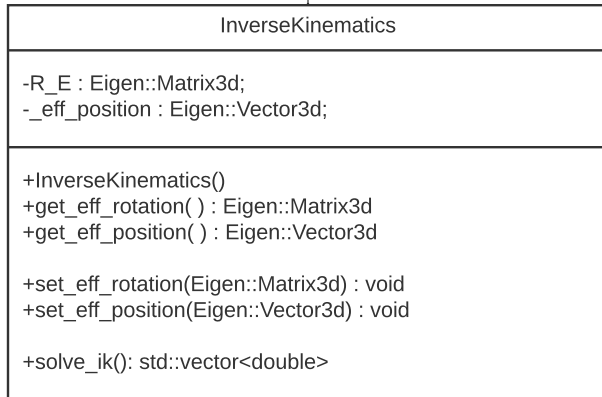 InverseKinematics
-R_E : Eigen::Matrix3d;
-_eff_position : Eigen::Vector3d;
+InverseKinematics()
+get_eff_rotation( ) : Eigen::Matrix3d
+get_eff_position( ) : Eigen::Vector3d
+set_eff_rotation(Eigen::Matrix3d) : void
+set_eff_position(Eigen::Vector3d) : void
+solve_ik(): std::vector<double>